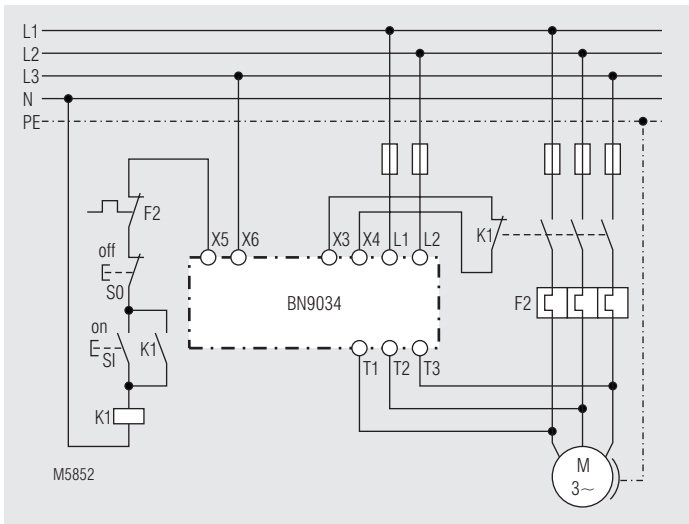 L1
L2
L3
N
PE
F2
off
S0
on
SI
K1
K1
X5
X6
X3
X4
L1
L2
K1
BN9034
F2
T1
T2
T3
M
3~
M5852